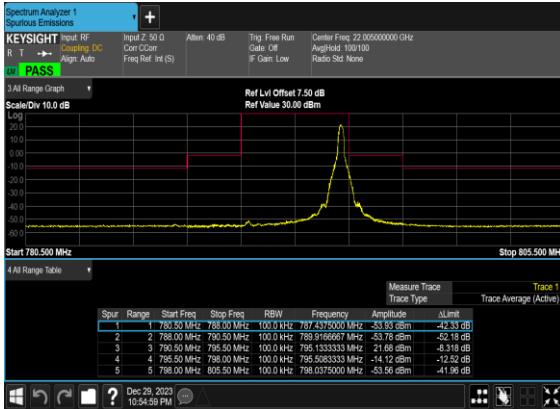 Spectrum Analyzer 1
Spurious Emissions
+
KEYSIGHT Input: RF Input Z: 50 Ω Atten: 40 dB Trig: Free Run Center Freq: 22.005000000 GHz
R T Coupling: DC Corr CCorr Gate: Off Avg|Hold: 100/100
Align: Auto Freq Ref: Int (S) IF Gain: Low Radio Std: None
PASS
3 All Range Graph
Ref Lvl Offset 7.50 dB
Scale/Div 10.0 dB Ref Value 30.00 dBm
Log
20.0
10.0
0.00
-10.0
-20.0
-30.0
-40.0
-50.0
-60.0
Start 780.500 MHz Stop 805.500 MH
4 All Range Table
Measure Trace Trace 1
Trace Type Trace Average (Active)
Spur Range Start Freq Stop Freq RBW Frequency Amplitude ΔLimit
1 1 780.50 MHz 788.00 MHz 100.0 kHz 787.4375000 MHz -53.93 dBm -42.33 dB
2 2 788.00 MHz 790.50 MHz 100.0 kHz 789.9166667 MHz -53.78 dBm -52.18 dB
3 3 790.50 MHz 795.50 MHz 100.0 kHz 795.1333333 MHz 21.68 dBm -8.318 dB
4 4 795.50 MHz 798.00 MHz 100.0 kHz 795.5083333 MHz -14.12 dBm -12.52 dB
5 5 798.00 MHz 805.50 MHz 100.0 kHz 798.0375000 MHz -53.56 dBm -41.96 dB
?
Dec 29, 2023
10:54:59 PM